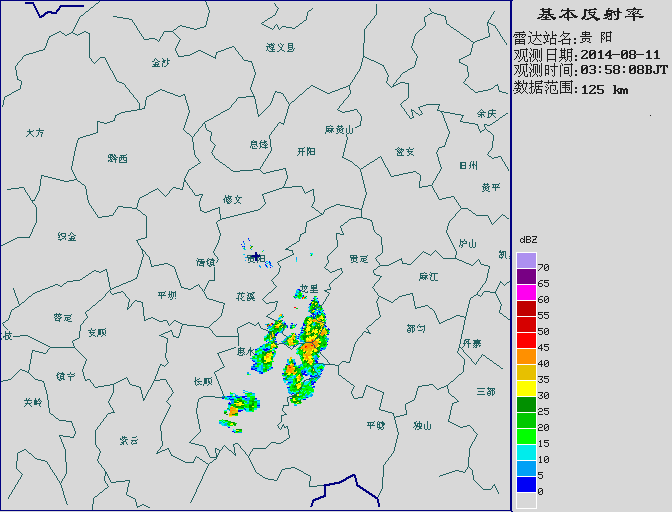 基本反射率
雷达站名: 贵 阳
观测日期: 2014-08-11
观测时间: 03:58:08BJT
数据范围: 125 km
遵义县
金沙
余庆
大方
麻黄山
息烽
开阳
瓮安
黔西
旧州
黄平
修文
织金
炉山
凯
贵阳
贵定
清镇
麻江
平坝
花溪
龙里
普定
安顺
都匀
枝
丹寨
惠水
镇宁
长顺
三都
关岭
平塘
独山
紫云
dBZ
70
65
60
55
50
45
40
35
30
25
20
15
10
5
0